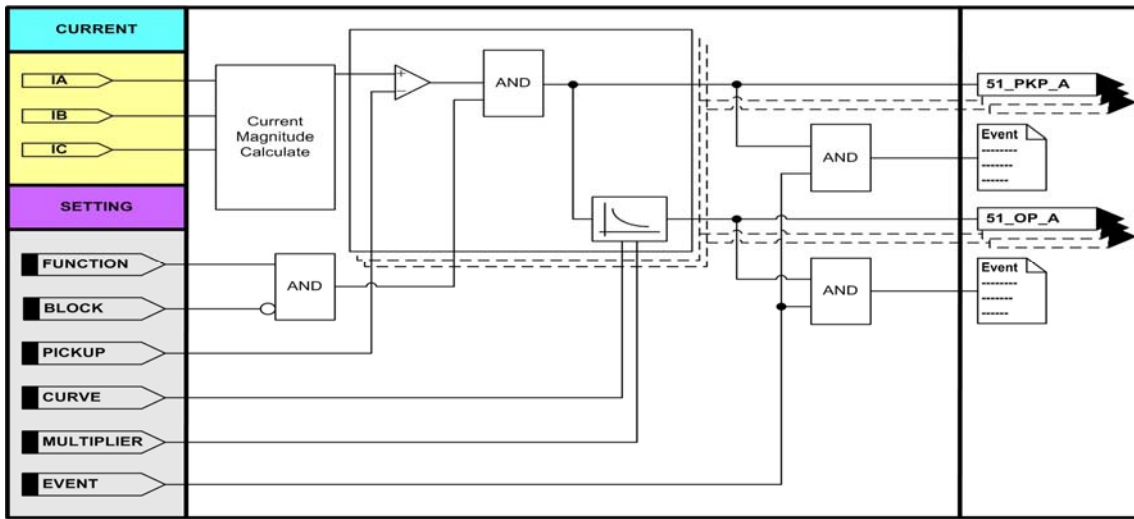 CURRENT
IA
IB
IC
SETTING
FUNCTION
BLOCK
PICKUP
CURVE
MULTIPLIER
EVENT
Current
Magnitude
Calculate
+
−
AND
AND
AND
AND
51_PKP_A
Event
--------
------
-----
51_OP_A
Event
--------
------
-----